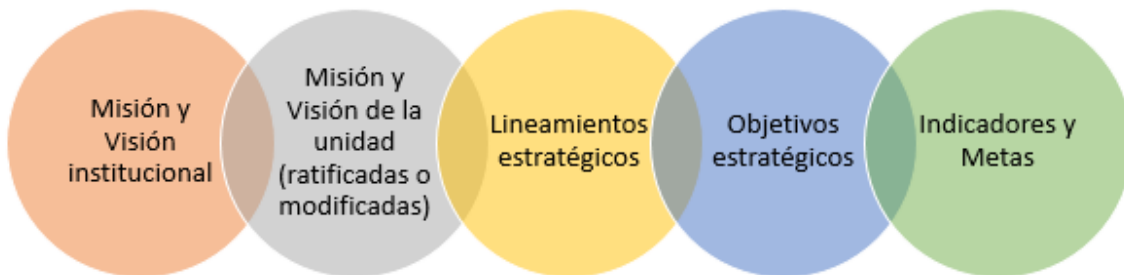 Misión y
Visión
institucional
Misión y
Visión de la
unidad
(ratificadas o
modificadas)
Lineamientos
estratégicos
Objetivos
estratégicos
Indicadores y
Metas